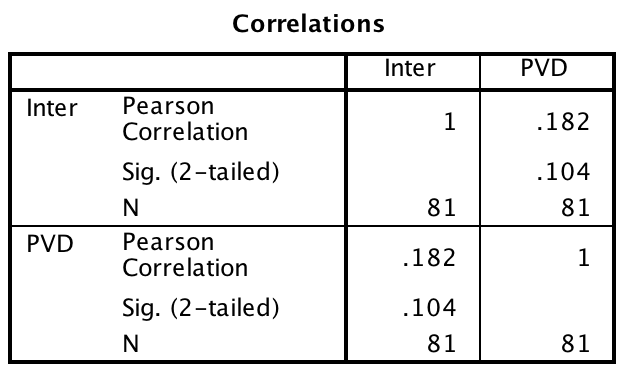 Correlations
Inter PVD
Inter Pearson Correlation 1 .182
Sig. (2-tailed) .104
N 81 81
PVD Pearson Correlation .182 1
Sig. (2-tailed) .104
N 81 81